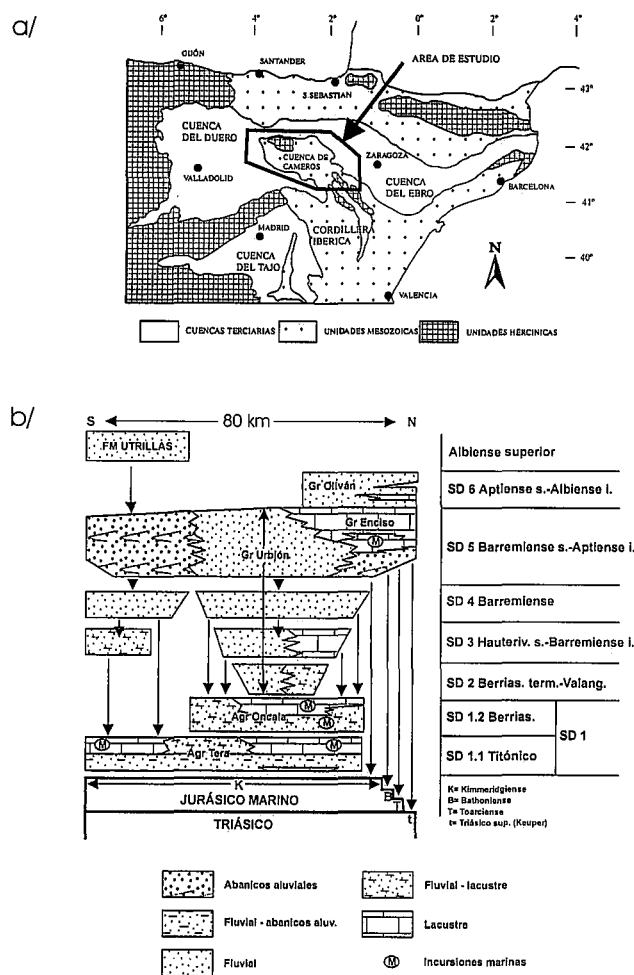 a/
6° 4° 2° 0° 2°
GIJÓN
SANTANDER
S.SEBASTIAN
AREA DE ESTUDIO
43°
CUENCA
DEL DUERO
VALLADOLID
CUENCA DE
CAMEROS
ZARAGOZA
CUENCA
DEL EBRO
42°
BARCELONA
41°
MADRID
CORDILLERA
IBERICA
CUENCA
DEL TAJO
N
40°
VALENCIA
CUENCAS TERCIARIAS
UNIDADES MESOZOICAS
UNIDADES HERCINICAS
b/
S 80 km N
FM UTRILLAS
Albiense superior
Gr Oliván
SD 6 Aptiense s.-Albiense i.
Gr Enciso
M
Gr Urbión
SD 5 Barremiense s.-Aptiense i.
SD 4 Barremiense
SD 3 Hauteriv. s.-Barremiense i.
SD 2 Berrias. term.-Valang.
M
Agr Oncala
M
SD 1.2 Berrias.
SD 1
M
Agr Tera
M
SD 1.1 Titónico
K
B
T
t
JURÁSICO MARINO
TRIÁSICO
K= Kimmeridgiense
B= Bathoniense
T= Toarciense
t= Triásico sup. (Keuper)
Abanicos aluviales
Fluvial - lacustre
Fluvial - abanicos aluv.
Lacustre
Fluvial
M
Incursiones marinas